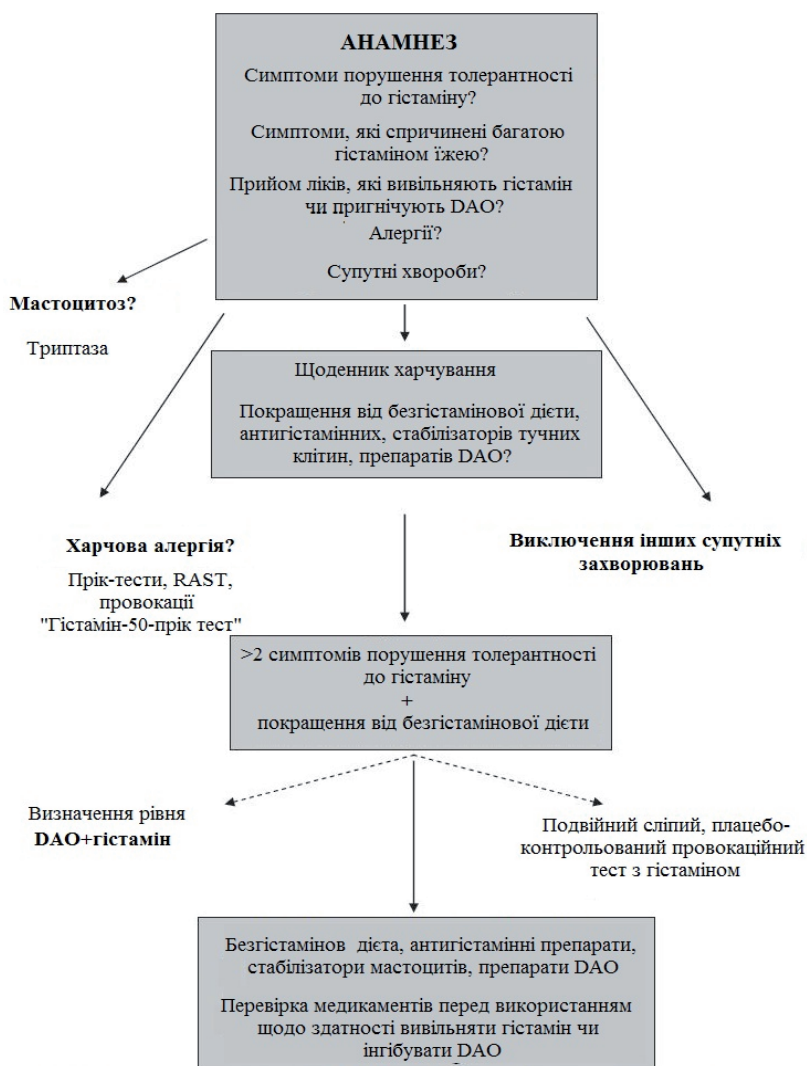 АНАМНЕЗ
Симптоми порушення толерантності
до гістаміну?
Симптоми, які спричинені багатою
гістаміном їжею?
Прийом ліків, які вивільняють гістамін
чи пригнічують DAO?
Алергії?
Супутні хвороби?
Мастоцитоз?
Триптаза
Щоденник харчування
Покращення від безгістамінової дієти,
антигістамінних, стабілізаторів тучних
клітин, препаратів DAO?
Харчова алергія?
Прік-тести, RAST,
провокації
"Гістамін-50-прік тест"
Виключення інших супутніх
захворювань
>2 симптомів порушення толерантності
до гістаміну
+
покращення від безгістамінової дієти
Визначення рівня
DAO+гістамін
Подвійний сліпий, плацебо-
контрольований провокаційний
тест з гістаміном
Безгістамінов дієта, антигістамінні препарати,
стабілізатори мастоцитів, препарати DAO
Перевірка медикаментів перед використанням
щодо здатності вивільняти гістамін чи
інгібувати DAO